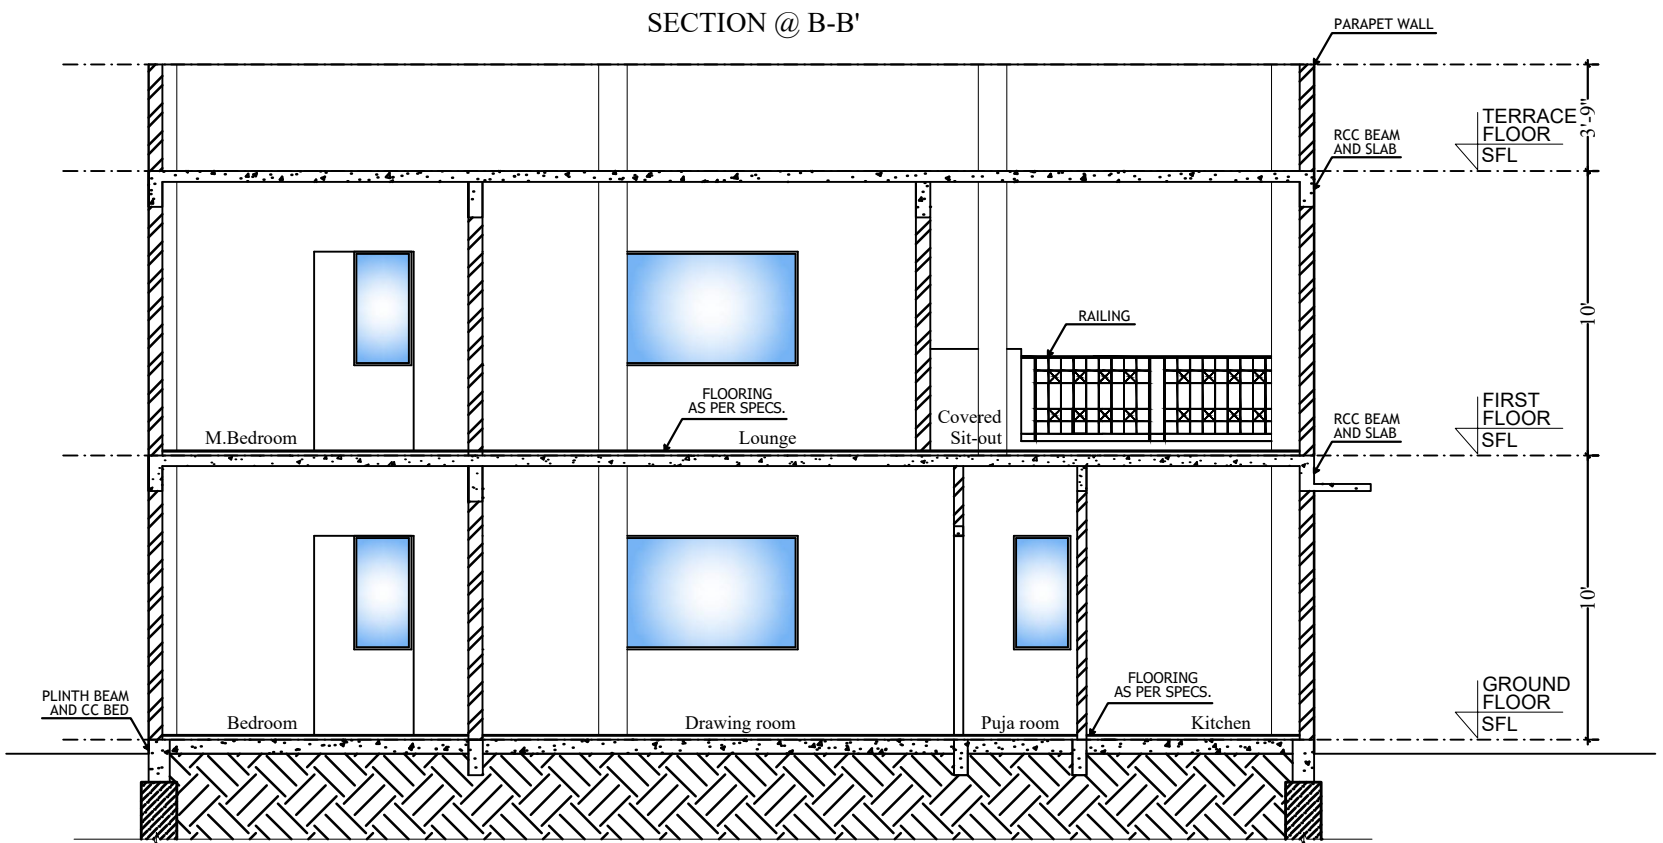 SECTION @ B-B'
PARAPET WALL
3'-9"
TERRACE
FLOOR
SFL
RCC BEAM
AND SLAB
10'
RAILING
FLOORING
AS PER SPECS.
M.Bedroom
Lounge
Covered
Sit-out
FIRST
FLOOR
SFL
RCC BEAM
AND SLAB
10'
PLINTH BEAM
AND CC BED
Bedroom
Drawing room
Puja room
FLOORING
AS PER SPECS.
Kitchen
GROUND
FLOOR
SFL